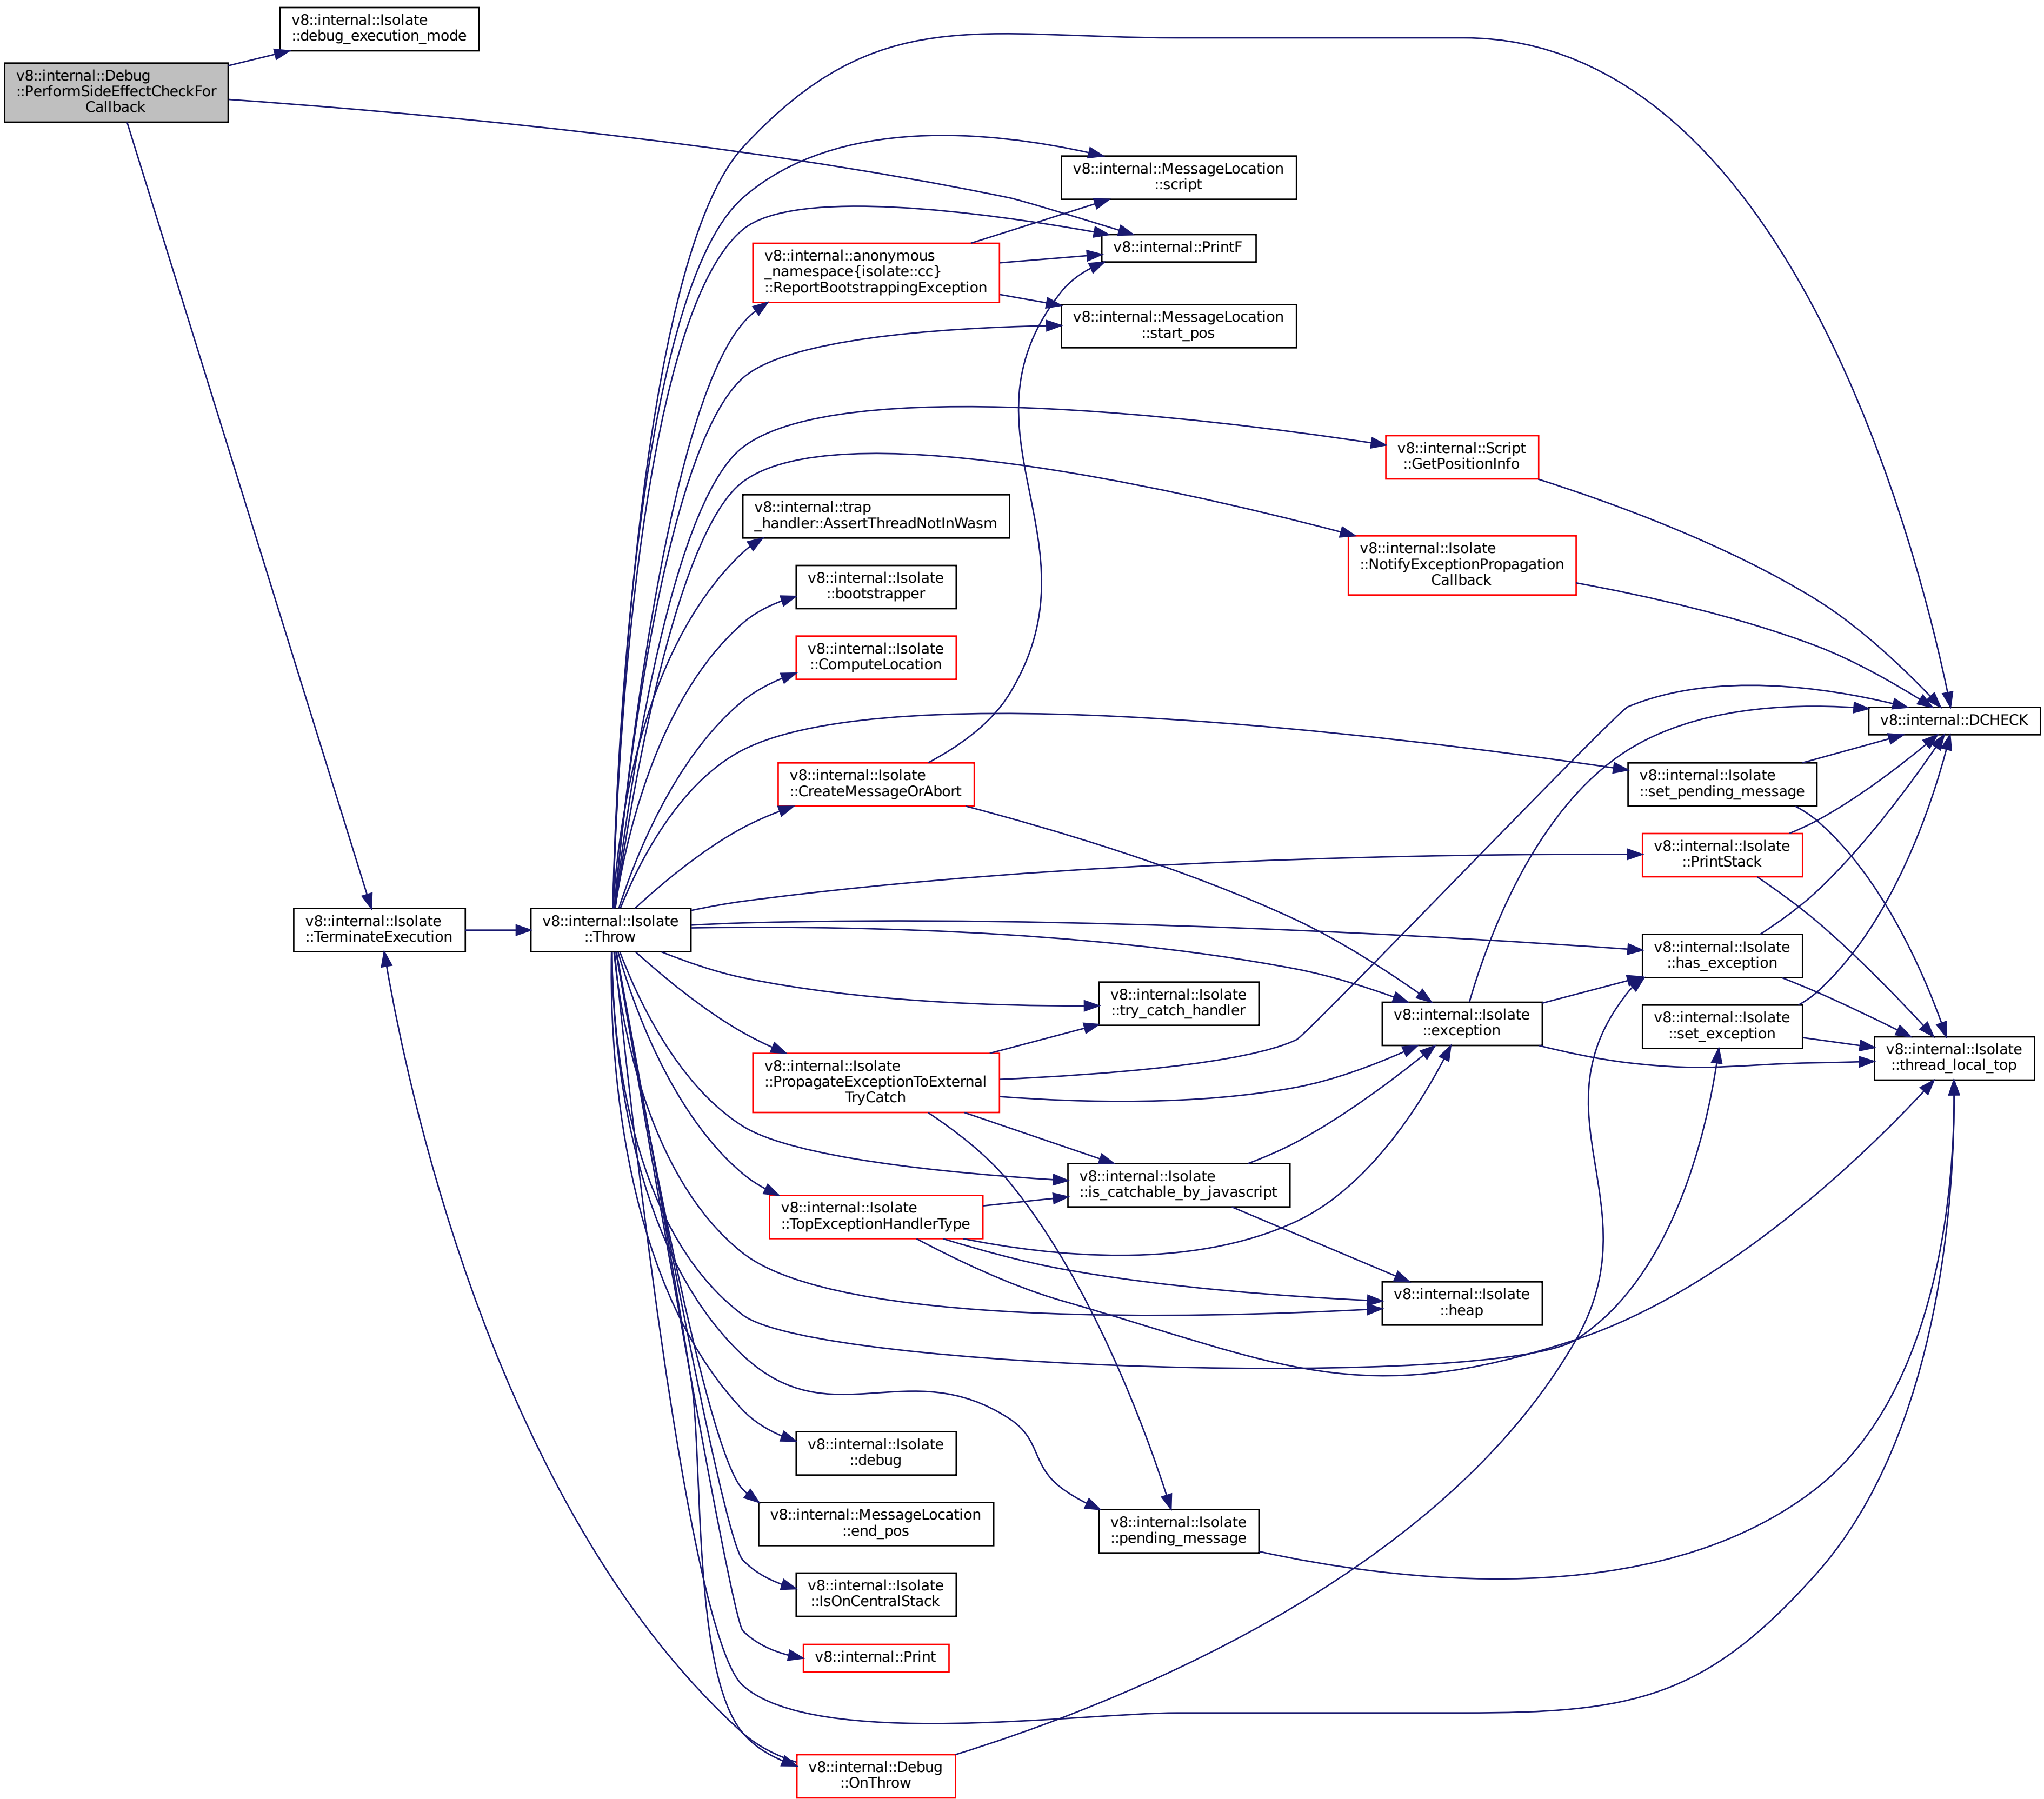 v8::internal::Isolate
::debug_execution_mode
v8::internal::Debug
::PerformSideEffectCheckFor
Callback
v8::internal::MessageLocation
::script
v8::internal::PrintF
v8::internal::anonymous
_namespace{isolate::cc}
::ReportBootstrappingException
v8::internal::MessageLocation
::start_pos
v8::internal::Script
::GetPositionInfo
v8::internal::trap
_handler::AssertThreadNotInWasm
v8::internal::Isolate
::NotifyExceptionPropagation
Callback
v8::internal::Isolate
::bootstrapper
v8::internal::Isolate
::ComputeLocation
v8::internal::DCHECK
v8::internal::Isolate
::CreateMessageOrAbort
v8::internal::Isolate
::set_pending_message
v8::internal::Isolate
::PrintStack
v8::internal::Isolate
::TerminateExecution
v8::internal::Isolate
::Throw
v8::internal::Isolate
::has_exception
v8::internal::Isolate
::try_catch_handler
v8::internal::Isolate
::exception
v8::internal::Isolate
::set_exception
v8::internal::Isolate
::thread_local_top
v8::internal::Isolate
::PropagateExceptionToExternal
TryCatch
v8::internal::Isolate
::is_catchable_by_javascript
v8::internal::Isolate
::TopExceptionHandlerType
v8::internal::Isolate
::heap
v8::internal::Isolate
::debug
v8::internal::MessageLocation
::end_pos
v8::internal::Isolate
::pending_message
v8::internal::Isolate
::IsOnCentralStack
v8::internal::Print
v8::internal::Debug
::OnThrow